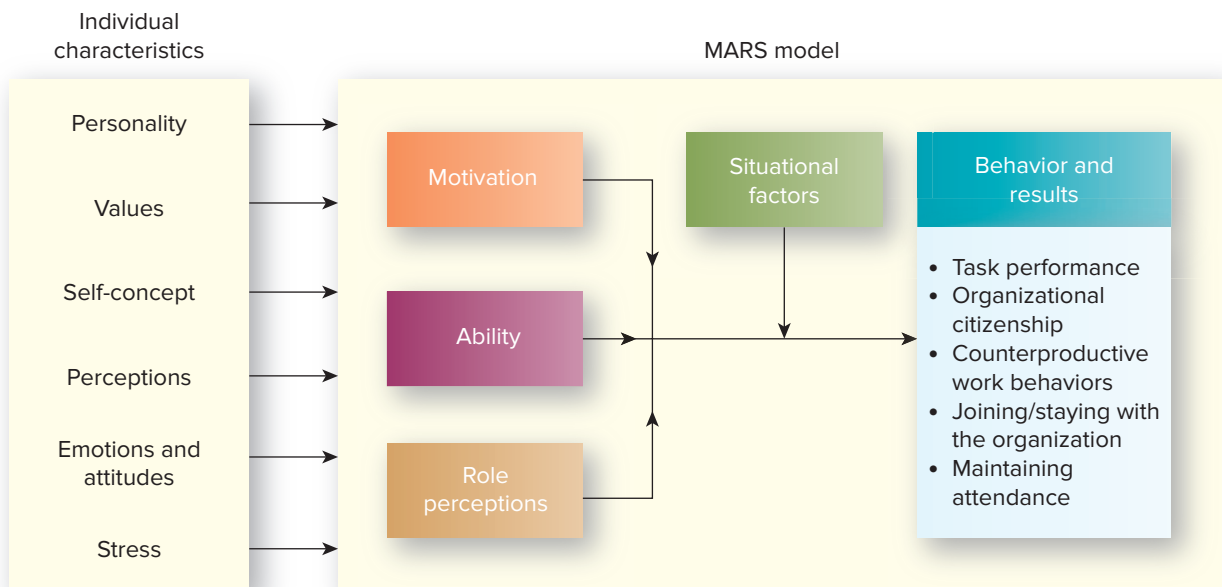 Individual
characteristics
MARS model
Personality
Values
Self-concept
Perceptions
Emotions and
attitudes
Stress
Motivation
Ability
Role
perceptions
Situational
factors
Behavior and
results
• Task performance
• Organizational
citizenship
• Counterproductive
work behaviors
• Joining/staying with
the organization
• Maintaining
attendance